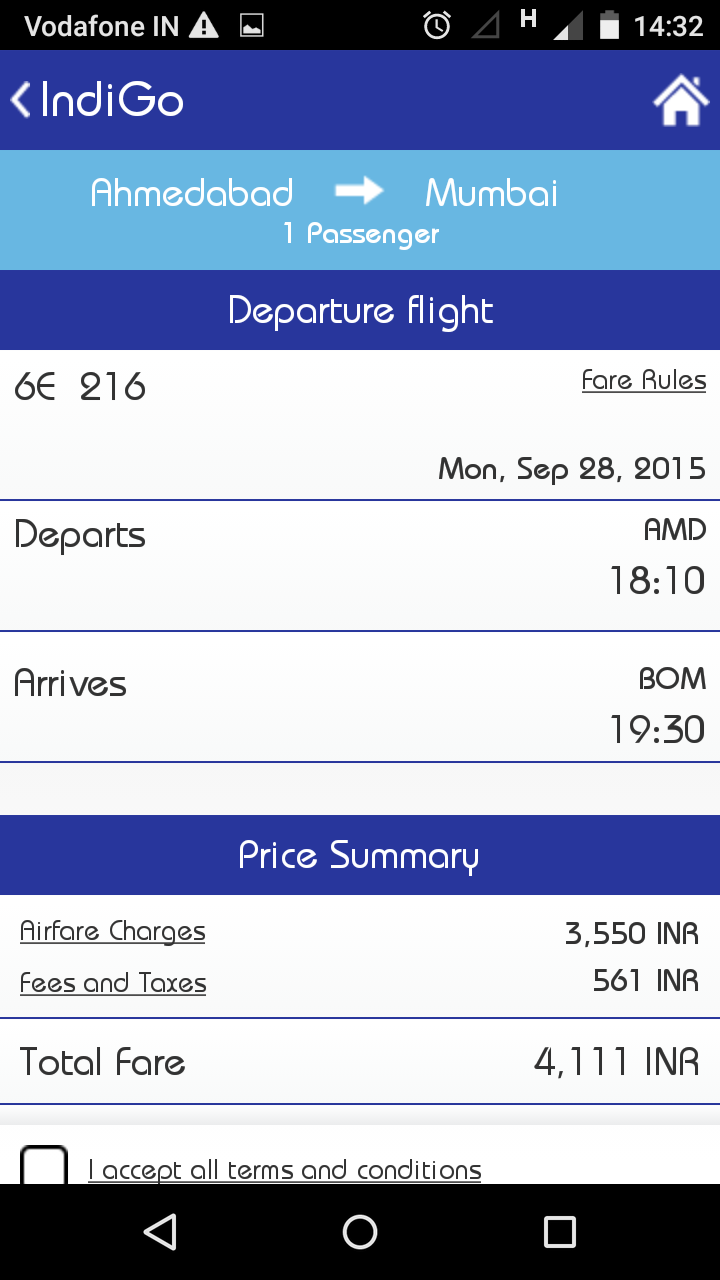 Vodafone IN H 14:32
IndiGo
Ahmedabad Mumbai
1 Passenger
Departure flight
6E 216 Fare Rules
Mon, Sep 28, 2015
Departs AMD
18:10
Arrives BOM
19:30
Price Summary
Airfare Charges 3,550 INR
Fees and Taxes 561 INR
Total Fare 4,111 INR
I accept all terms and conditions